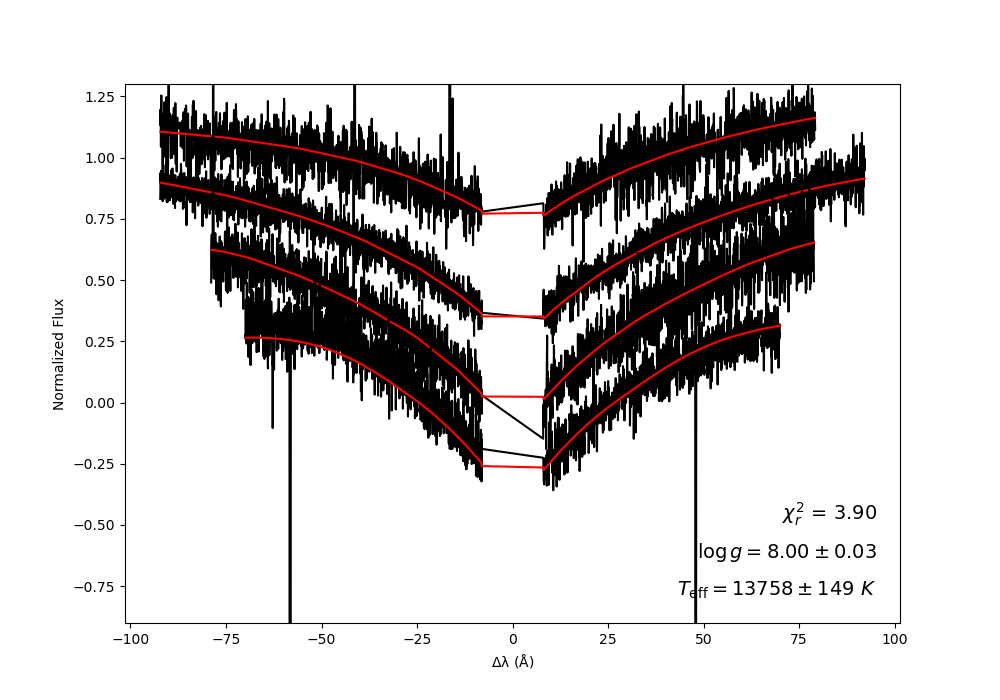 1.25
1.00
0.75
0.50
0.25
0.00
−0.25
−0.50
−0.75
Normalized Flux
χ²ᵣ = 3.90
log g = 8.00 ± 0.03
T_eff = 13758 ± 149 K
−100 −75 −50 −25 0 25 50 75 100
Δλ (Å)